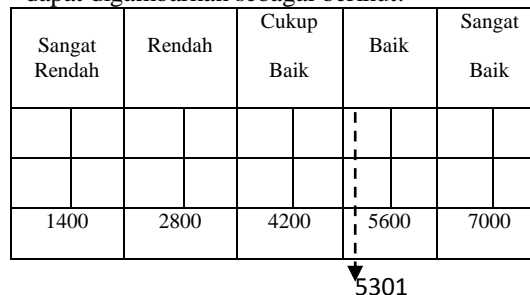 dapat digambarkan sebagai berikut:
Sangat Rendah Rendah Cukup Baik Baik Sangat Baik
1400 2800 4200 5600 7000
5301